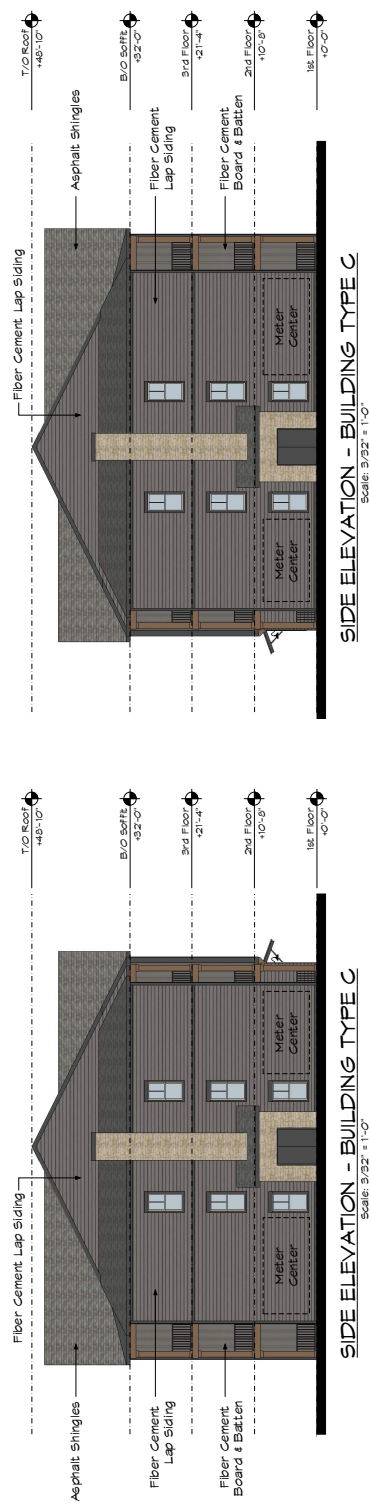 T/O Roof
+48'-10"
B/O Soffit
+32'-0"
3rd Floor
+21'-4"
2nd Floor
+10'-8"
1st Floor
+0'-0"
Asphalt Shingles
Fiber Cement Lap Siding
Fiber Cement
Lap Siding
Fiber Cement
Board & Batten
Meter
Center
Meter
Center
SIDE ELEVATION - BUILDING TYPE C
Scale: 3/32" = 1'-0"
T/O Roof
+48'-10"
B/O Soffit
+32'-0"
3rd Floor
+21'-4"
2nd Floor
+10'-8"
1st Floor
+0'-0"
Fiber Cement Lap Siding
Asphalt Shingles
Fiber Cement
Lap Siding
Fiber Cement
Board & Batten
Meter
Center
Meter
Center
SIDE ELEVATION - BUILDING TYPE C
Scale: 3/32" = 1'-0"